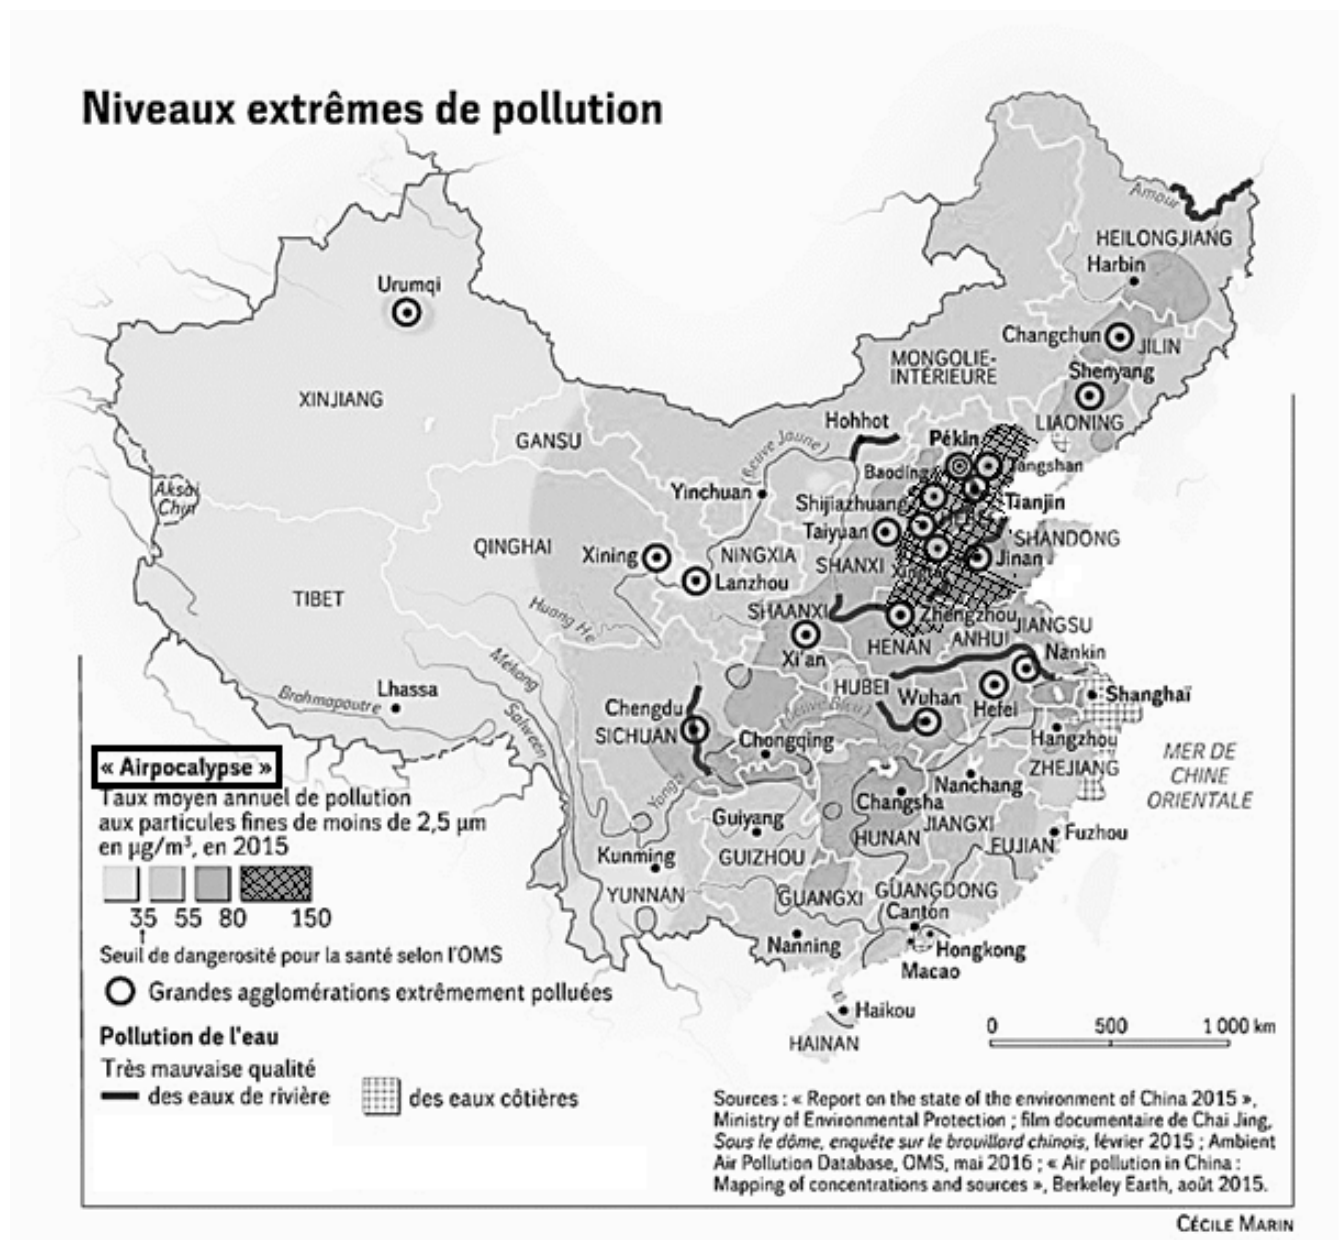 Niveaux extrêmes de pollution
Amour
HEILONGJIANG
Harbin
Urumqi
Changchun
JILIN
MONGOLIE-
INTÉRIEURE
Shenyang
XINJIANG
LIAONING
Hohhot
GANSU
Pékin
Baoding
Tangshan
Aksai
Chin
Yinchuan
Shijiazhuang
Tianjin
Taiyuan
SHANDONG
QINGHAI
Xining
NINGXIA
SHANXI
Jinan
Lanzhou
TIBET
Huang He
SHAANXI
Zhengzhou
JIANGSU
HENAN
ANHUI
Xi'an
Nankin
Mékong
HUBEI
Lhassa
Brahmapoutre
Wuhan
Shanghaï
Chengdu
Salween
Hefei
SICHUAN
Chongqing
Hangzhou
MER DE
CHINE
ORIENTALE
« Airpocalypse »
ZHEJIANG
Yangzi
Nanchang
Taux moyen annuel de pollution
aux particules fines de moins de 2,5 µm
en µg/m³, en 2015
Changsha
Guiyang
JIANGXI
HUNAN
Fuzhou
FUJIAN
Kunming
GUIZHOU
YUNNAN
GUANGXI
GUANGDONG
35 55 80 150
Canton
Seuil de dangerosité pour la santé selon l'OMS
Nanning
Hongkong
Macao
Grandes agglomérations extrêmement polluées
Haikou
HAINAN
0 500 1 000 km
Pollution de l'eau
Très mauvaise qualité
des eaux de rivière
des eaux côtières
Sources : « Report on the state of the environment of China 2015 »,
Ministry of Environmental Protection ; film documentaire de Chai Jing,
Sous le dôme, enquête sur le brouillard chinois, février 2015 ; Ambient
Air Pollution Database, OMS, mai 2016 ; « Air pollution in China :
Mapping of concentrations and sources », Berkeley Earth, août 2015.
CÉCILE MARIN